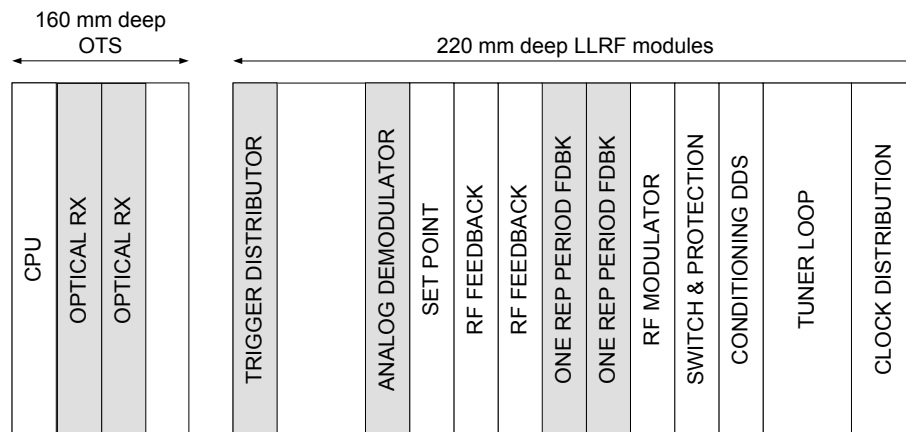 160 mm deep
OTS
220 mm deep LLRF modules
CPU
OPTICAL RX
OPTICAL RX
TRIGGER DISTRIBUTOR
ANALOG DEMODULATOR
SET POINT
RF FEEDBACK
RF FEEDBACK
ONE REP PERIOD FDBK
ONE REP PERIOD FDBK
RF MODULATOR
SWITCH & PROTECTION
CONDITIONING DDS
TUNER LOOP
CLOCK DISTRIBUTION